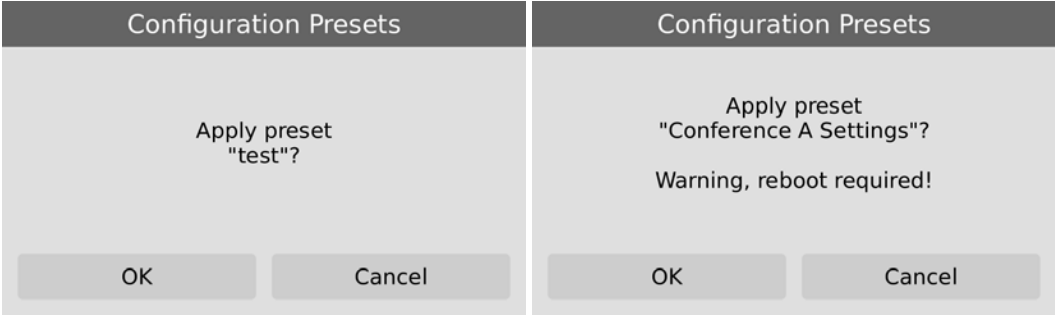 Configuration Presets
Apply preset
"test"?
OK
Cancel
Configuration Presets
Apply preset
"Conference A Settings"?
Warning, reboot required!
OK
Cancel